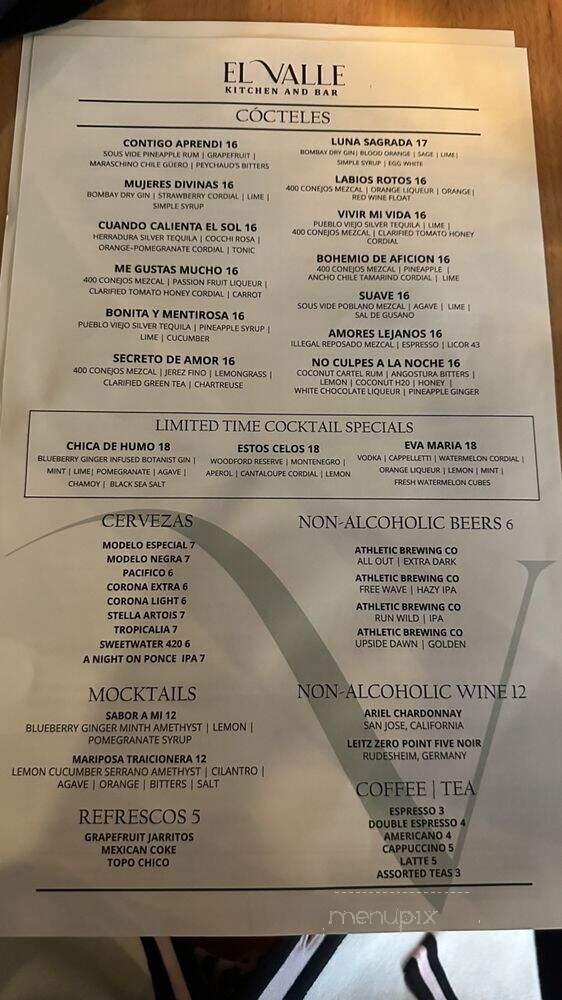 EL VALLE
KITCHEN AND BAR
CÓCTELES
CONTIGO APRENDI 16
SOUS VIDE PINEAPPLE RUM | GRAPEFRUIT |
MARASCHINO CHILE GÜERO | PEYCHAUD'S BITTERS
MUJERES DIVINAS 16
BOMBAY DRY GIN | STRAWBERRY CORDIAL | LIME |
SIMPLE SYRUP
CUANDO CALIENTA EL SOL 16
HERRADURA SILVER TEQUILA | COCCHI ROSA |
ORANGE-POMEGRANATE CORDIAL | TONIC
ME GUSTAS MUCHO 16
400 CONEJOS MEZCAL | PASSION FRUIT LIQUEUR |
CLARIFIED TOMATO HONEY CORDIAL | CARROT
BONITA Y MENTIROSA 16
PUEBLO VIEJO SILVER TEQUILA | PINEAPPLE SYRUP |
LIME | CUCUMBER
SECRETO DE AMOR 16
400 CONEJOS MEZCAL | JEREZ FINO | LEMONGRASS |
CLARIFIED GREEN TEA | CHARTREUSE
LUNA SAGRADA 17
BOMBAY DRY GIN | BLOOD ORANGE | SAGE | LIME |
SIMPLE SYRUP | EGG WHITE
LABIOS ROTOS 16
400 CONEJOS MEZCAL | ORANGE LIQUEUR | ORANGE |
RED WINE FLOAT
VIVIR MI VIDA 16
PUEBLO VIEJO SILVER TEQUILA | LIME |
400 CONEJOS MEZCAL | CLARIFIED TOMATO HONEY
CORDIAL
BOHEMIO DE AFICION 16
400 CONEJOS MEZCAL | PINEAPPLE |
ANCHO CHILE TAMARIND CORDIAL | LIME
SUAVE 16
SOUS VIDE POBLANO MEZCAL | AGAVE | LIME |
SAL DE GUSANO
AMORES LEJANOS 16
ILLEGAL REPOSADO MEZCAL | ESPRESSO | LICOR 43
NO CULPES A LA NOCHE 16
COCONUT CARTEL RUM | ANGOSTURA BITTERS |
LEMON | COCONUT H20 | HONEY |
WHITE CHOCOLATE LIQUEUR | PINEAPPLE GINGER
LIMITED TIME COCKTAIL SPECIALS
CHICA DE HUMO 18
BLUEBERRY GINGER INFUSED BOTANIST GIN |
MINT | LIME | POMEGRANATE | AGAVE |
CHAMOY | BLACK SEA SALT
ESTOS CELOS 18
WOODFORD RESERVE | MONTENEGRO |
APEROL | CANTALOUPE CORDIAL | LEMON
EVA MARIA 18
VODKA | CAPPELLETTI | WATERMELON CORDIAL |
ORANGE LIQUEUR | LEMON | MINT |
FRESH WATERMELON CUBES
CERVEZAS
MODELO ESPECIAL 7
MODELO NEGRA 7
PACIFICO 6
CORONA EXTRA 6
CORONA LIGHT 6
STELLA ARTOIS 7
TROPICALIA 7
SWEETWATER 420 6
A NIGHT ON PONCE IPA 7
MOCKTAILS
SABOR A MI 12
BLUEBERRY GINGER MINTH AMETHYST | LEMON |
POMEGRANATE SYRUP
MARIPOSA TRAICIONERA 12
LEMON CUCUMBER SERRANO AMETHYST | CILANTRO |
AGAVE | ORANGE | BITTERS | SALT
REFRESCOS 5
GRAPEFRUIT JARRITOS
MEXICAN COKE
TOPO CHICO
NON-ALCOHOLIC BEERS 6
ATHLETIC BREWING CO
ALL OUT | EXTRA DARK
ATHLETIC BREWING CO
FREE WAVE | HAZY IPA
ATHLETIC BREWING CO
RUN WILD | IPA
ATHLETIC BREWING CO
UPSIDE DAWN | GOLDEN
NON-ALCOHOLIC WINE 12
ARIEL CHARDONNAY
SAN JOSE, CALIFORNIA
LEITZ ZERO POINT FIVE NOIR
RUDESHEIM, GERMANY
COFFEE | TEA
ESPRESSO 3
DOUBLE ESPRESSO 4
AMERICANO 4
CAPPUCCINO 5
LATTE 5
ASSORTED TEAS 3
menupix